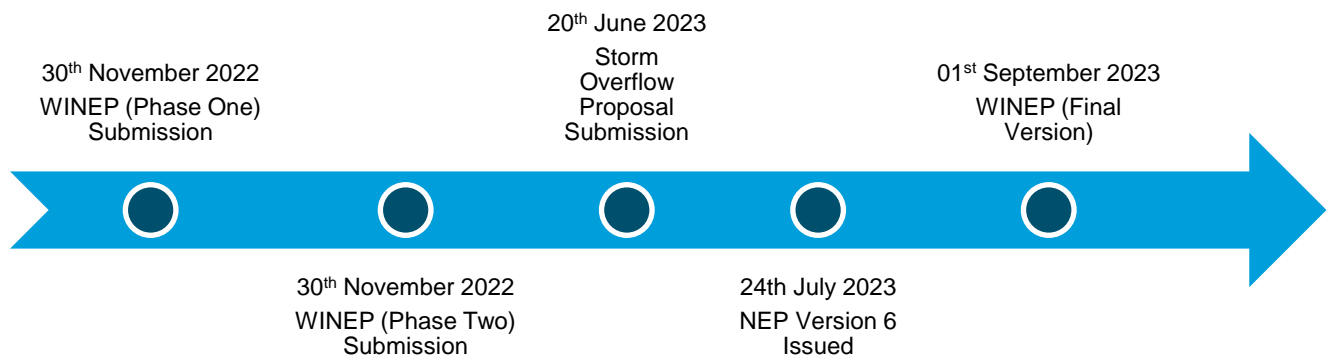 30th November 2022
WINEP (Phase One)
Submission
30th November 2022
WINEP (Phase Two)
Submission
20th June 2023
Storm
Overflow
Proposal
Submission
24th July 2023
NEP Version 6
Issued
01st September 2023
WINEP (Final
Version)